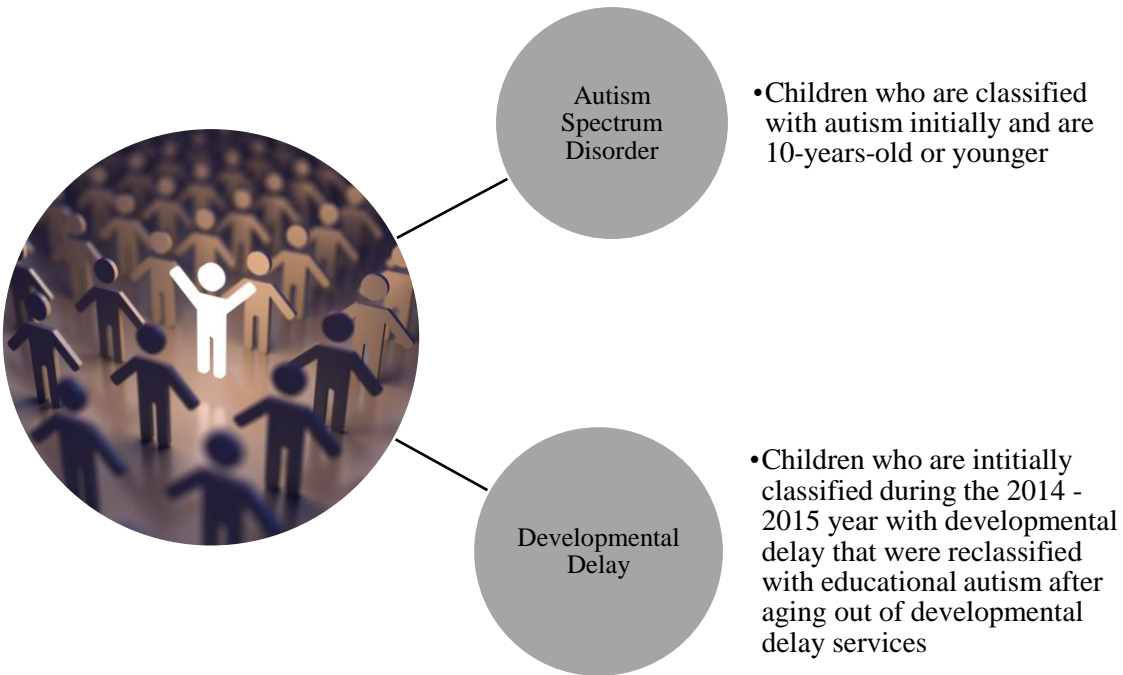 Autism
Spectrum
Disorder
•Children who are classified
with autism initially and are
10-years-old or younger
Developmental
Delay
•Children who are intitially
classified during the 2014 -
2015 year with developmental
delay that were reclassified
with educational autism after
aging out of developmental
delay services